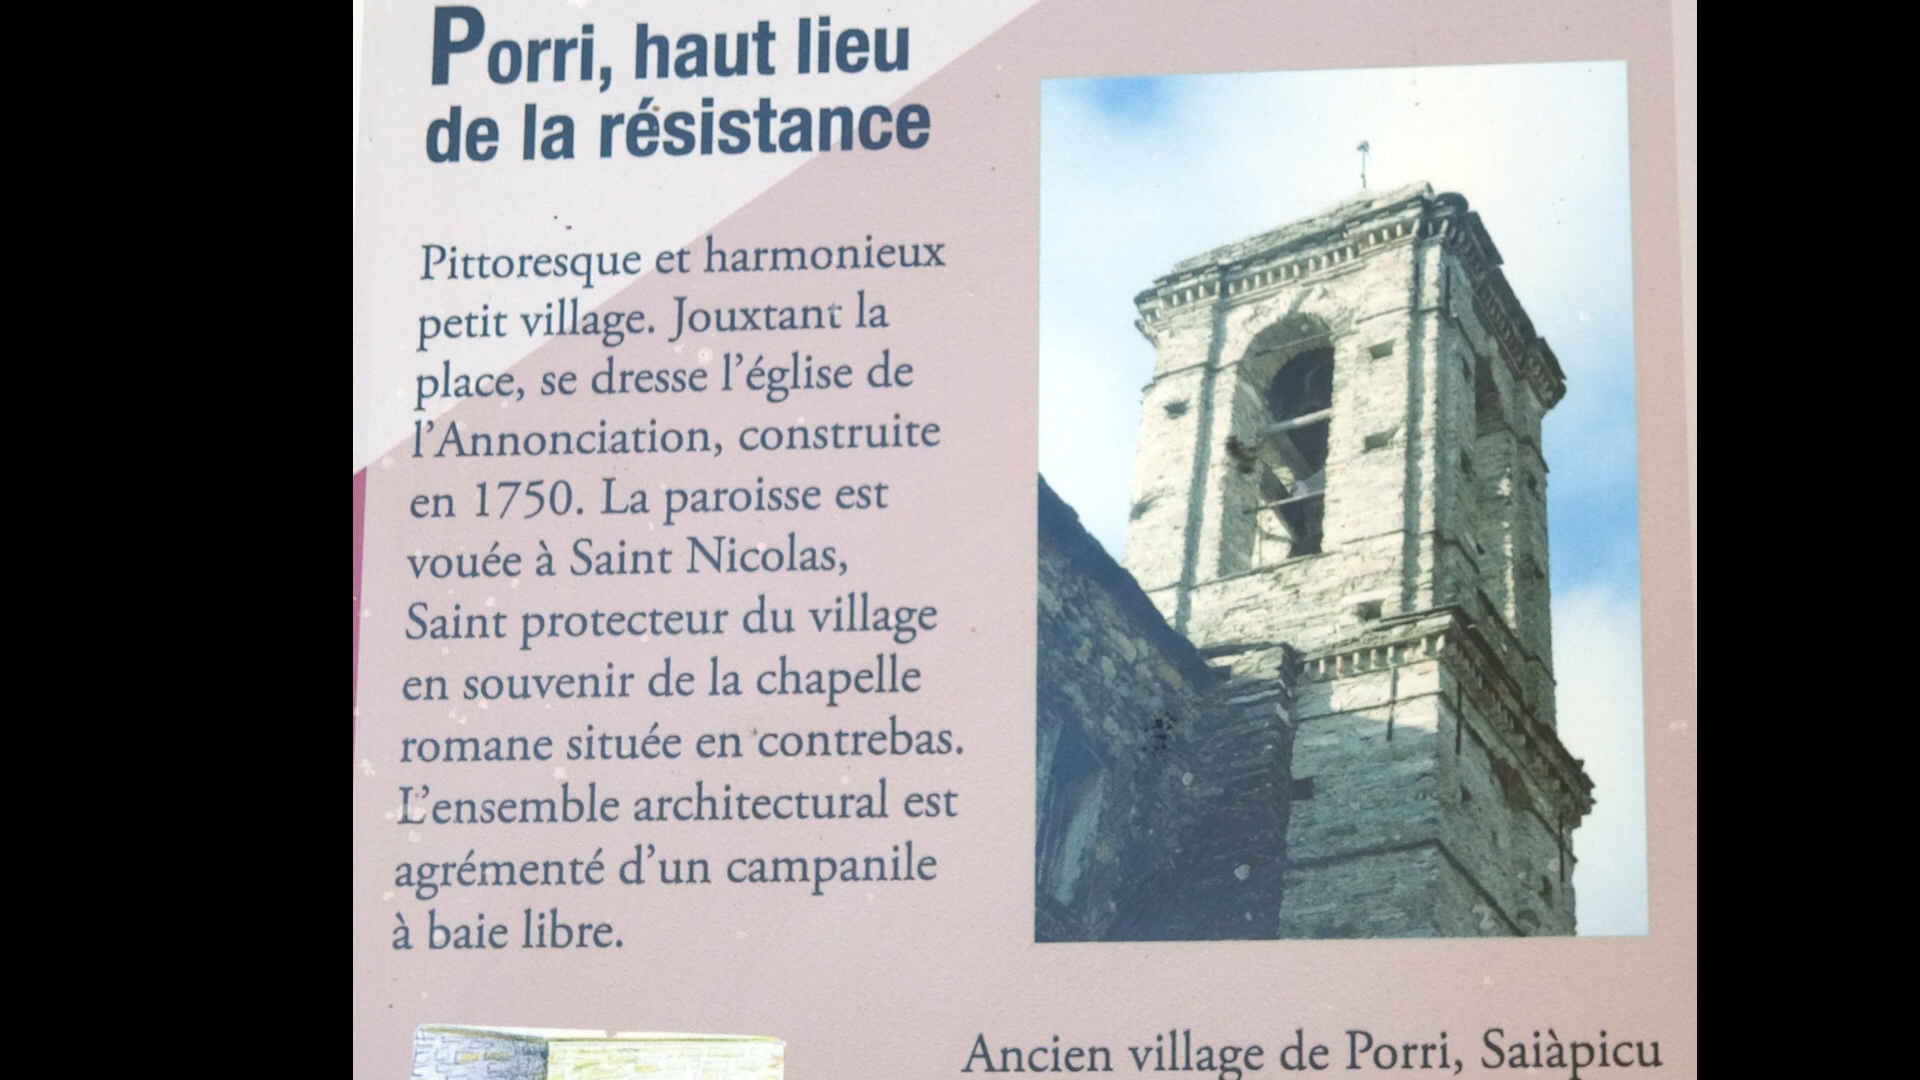 Porri, haut lieu
de la résistance
Pittoresque et harmonieux
petit village. Jouxtant la
place, se dresse l'église de
l'Annonciation, construite
en 1750. La paroisse est
vouée à Saint Nicolas,
Saint protecteur du village
en souvenir de la chapelle
romane située en contrebas.
L'ensemble architectural est
agrémenté d'un campanile
à baie libre.
Ancien village de Porri, Saiàpicu